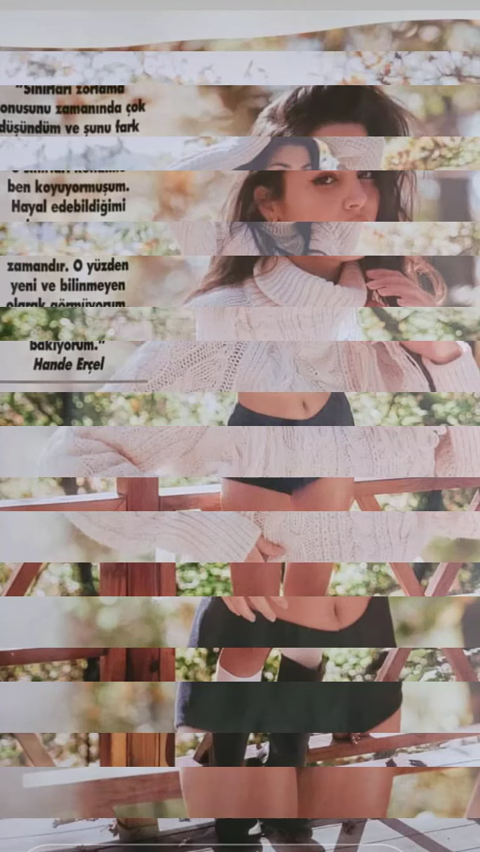 "Sınırları zorlama
onusunu zamanında çok
düşündüm ve şunu fark
ben koyuyormuşum.
Hayal edebildiğimi
zamandır. O yüzden
yeni ve bilinmeyen
olarak görmüyorum
bakıyorum."
Hande Erçel